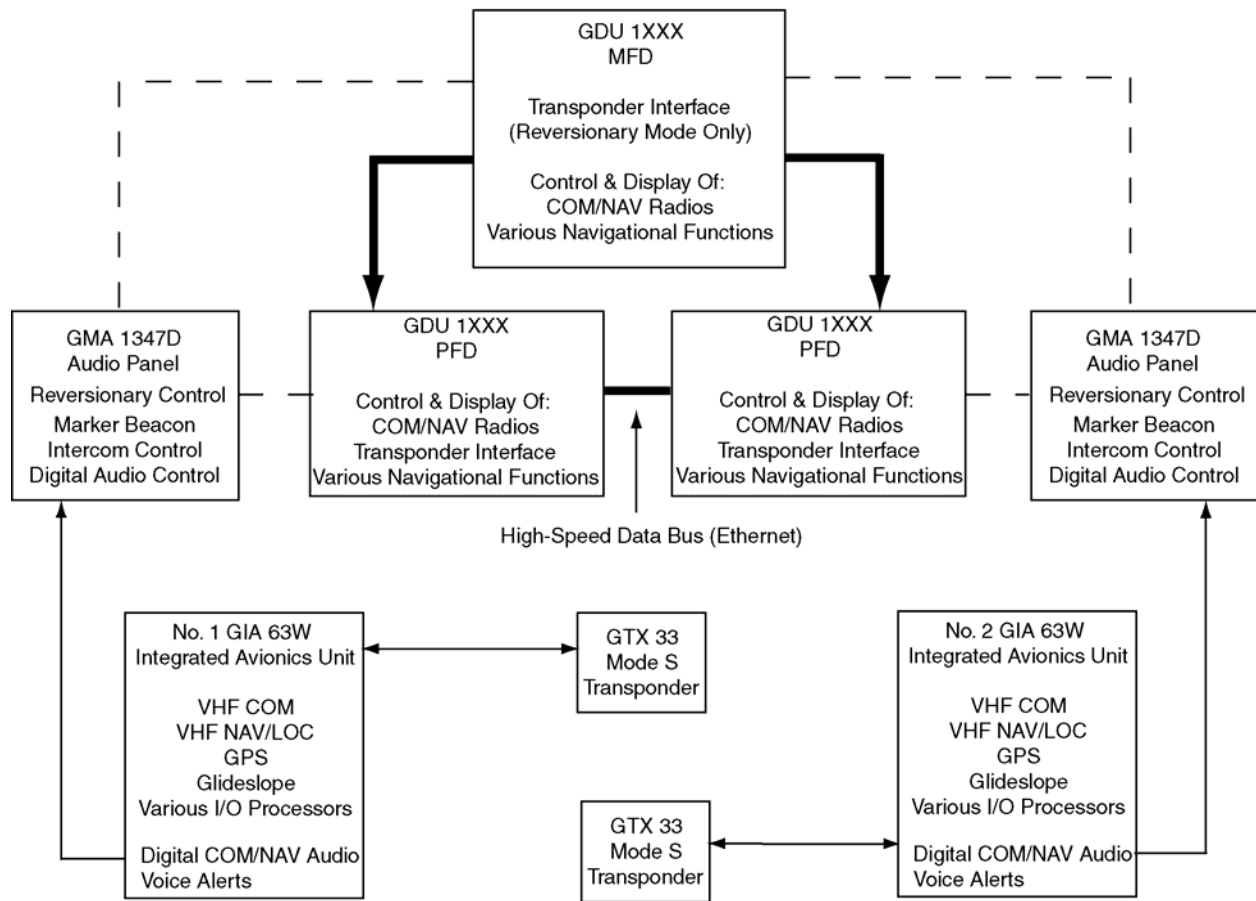 GDU 1XXX
MFD
Transponder Interface
(Reversionary Mode Only)
Control & Display Of:
COM/NAV Radios
Various Navigational Functions
GMA 1347D
Audio Panel
Reversionary Control
Marker Beacon
Intercom Control
Digital Audio Control
GDU 1XXX
PFD
Control & Display Of:
COM/NAV Radios
Transponder Interface
Various Navigational Functions
GDU 1XXX
PFD
Control & Display Of:
COM/NAV Radios
Transponder Interface
Various Navigational Functions
GMA 1347D
Audio Panel
Reversionary Control
Marker Beacon
Intercom Control
Digital Audio Control
High-Speed Data Bus (Ethernet)
No. 1 GIA 63W
Integrated Avionics Unit
VHF COM
VHF NAV/LOC
GPS
Glideslope
Various I/O Processors
Digital COM/NAV Audio
Voice Alerts
GTX 33
Mode S
Transponder
GTX 33
Mode S
Transponder
No. 2 GIA 63W
Integrated Avionics Unit
VHF COM
VHF NAV/LOC
GPS
Glideslope
Various I/O Processors
Digital COM/NAV Audio
Voice Alerts